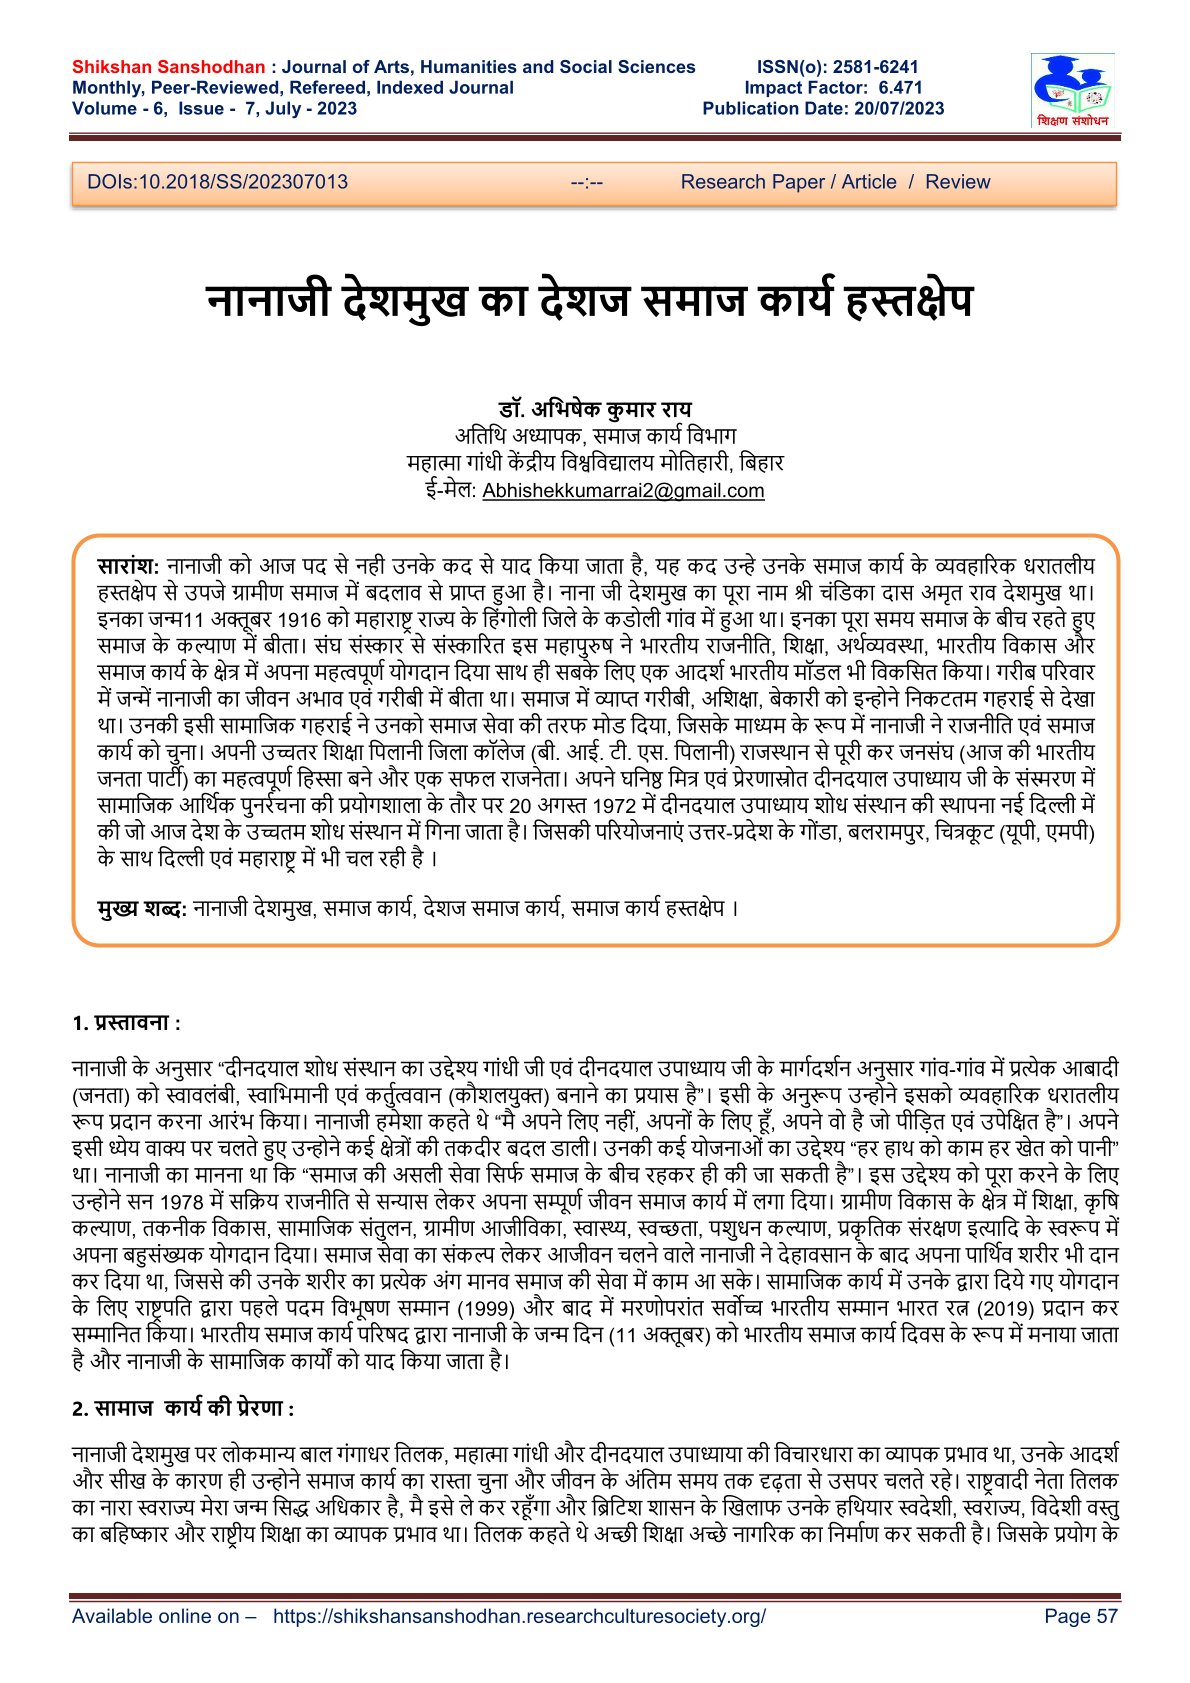 Shikshan Sanshodhan : Journal of Arts, Humanities and Social Sciences ISSN(o): 2581-6241
Monthly, Peer-Reviewed, Refereed, Indexed Journal Impact Factor: 6.471
Volume - 6, Issue - 7, July - 2023 Publication Date: 20/07/2023
शिक्षण संशोधन
DOIs:10.2018/SS/202307013 --:-- Research Paper / Article / Review
नानाजी देशमुख का देशज समाज कार्य हस्तक्षेप
डॉ. अभिषेक कुमार राय
अतिथि अध्यापक, समाज कार्य विभाग
महात्मा गांधी केंद्रीय विश्वविद्यालय मोतिहारी, बिहार
ई-मेल: Abhishekkumarrai2@gmail.com
सारांश: नानाजी को आज पद से नही उनके कद से याद किया जाता है, यह कद उन्हे उनके समाज कार्य के व्यवहारिक धरातलीय
हस्तक्षेप से उपजे ग्रामीण समाज में बदलाव से प्राप्त हुआ है। नाना जी देशमुख का पूरा नाम श्री चंडिका दास अमृत राव देशमुख था।
इनका जन्म11 अक्तूबर 1916 को महाराष्ट्र राज्य के हिंगोली जिले के कडोली गांव में हुआ था। इनका पूरा समय समाज के बीच रहते हुए
समाज के कल्याण में बीता। संघ संस्कार से संस्कारित इस महापुरुष ने भारतीय राजनीति, शिक्षा, अर्थव्यवस्था, भारतीय विकास और
समाज कार्य के क्षेत्र में अपना महत्वपूर्ण योगदान दिया साथ ही सबके लिए एक आदर्श भारतीय मॉडल भी विकसित किया। गरीब परिवार
में जन्में नानाजी का जीवन अभाव एवं गरीबी में बीता था। समाज में व्याप्त गरीबी, अशिक्षा, बेकारी को इन्होने निकटतम गहराई से देखा
था। उनकी इसी सामाजिक गहराई ने उनको समाज सेवा की तरफ मोड दिया, जिसके माध्यम के रूप में नानाजी ने राजनीति एवं समाज
कार्य को चुना। अपनी उच्चतर शिक्षा पिलानी जिला कॉलेज (बी. आई. टी. एस. पिलानी) राजस्थान से पूरी कर जनसंघ (आज की भारतीय
जनता पार्टी) का महत्वपूर्ण हिस्सा बने और एक सफल राजनेता। अपने घनिष्ठ मित्र एवं प्रेरणास्रोत दीनदयाल उपाध्याय जी के संस्मरण में
सामाजिक आर्थिक पुनर्रचना की प्रयोगशाला के तौर पर 20 अगस्त 1972 में दीनदयाल उपाध्याय शोध संस्थान की स्थापना नई दिल्ली में
की जो आज देश के उच्चतम शोध संस्थान में गिना जाता है। जिसकी परियोजनाएं उत्तर-प्रदेश के गोंडा, बलरामपुर, चित्रकूट (यूपी, एमपी)
के साथ दिल्ली एवं महाराष्ट्र में भी चल रही है ।
मुख्य शब्द: नानाजी देशमुख, समाज कार्य, देशज समाज कार्य, समाज कार्य हस्तक्षेप ।
1. प्रस्तावना :
नानाजी के अनुसार “दीनदयाल शोध संस्थान का उद्देश्य गांधी जी एवं दीनदयाल उपाध्याय जी के मार्गदर्शन अनुसार गांव-गांव में प्रत्येक आबादी
(जनता) को स्वावलंबी, स्वाभिमानी एवं कर्तुत्ववान (कौशलयुक्त) बनाने का प्रयास है”। इसी के अनुरूप उन्होने इसको व्यवहारिक धरातलीय
रूप प्रदान करना आरंभ किया। नानाजी हमेशा कहते थे “मै अपने लिए नहीं, अपनों के लिए हूँ, अपने वो है जो पीड़ित एवं उपेक्षित है”। अपने
इसी ध्येय वाक्य पर चलते हुए उन्होने कई क्षेत्रों की तकदीर बदल डाली। उनकी कई योजनाओं का उद्देश्य “हर हाथ को काम हर खेत को पानी”
था। नानाजी का मानना था कि “समाज की असली सेवा सिर्फ समाज के बीच रहकर ही की जा सकती है”। इस उद्देश्य को पूरा करने के लिए
उन्होने सन 1978 में सक्रिय राजनीति से सन्यास लेकर अपना सम्पूर्ण जीवन समाज कार्य में लगा दिया। ग्रामीण विकास के क्षेत्र में शिक्षा, कृषि
कल्याण, तकनीक विकास, सामाजिक संतुलन, ग्रामीण आजीविका, स्वास्थ्य, स्वच्छता, पशुधन कल्याण, प्रकृतिक संरक्षण इत्यादि के स्वरूप में
अपना बहुसंख्यक योगदान दिया। समाज सेवा का संकल्प लेकर आजीवन चलने वाले नानाजी ने देहावसान के बाद अपना पार्थिव शरीर भी दान
कर दिया था, जिससे की उनके शरीर का प्रत्येक अंग मानव समाज की सेवा में काम आ सके। सामाजिक कार्य में उनके द्वारा दिये गए योगदान
के लिए राष्ट्रपति द्वारा पहले पदम विभूषण सम्मान (1999) और बाद में मरणोपरांत सर्वोच्च भारतीय सम्मान भारत रत्न (2019) प्रदान कर
सम्मानित किया। भारतीय समाज कार्य परिषद द्वारा नानाजी के जन्म दिन (11 अक्तूबर) को भारतीय समाज कार्य दिवस के रूप में मनाया जाता
है और नानाजी के सामाजिक कार्यों को याद किया जाता है।
2. सामाज कार्य की प्रेरणा :
नानाजी देशमुख पर लोकमान्य बाल गंगाधर तिलक, महात्मा गांधी और दीनदयाल उपाध्याया की विचारधारा का व्यापक प्रभाव था, उनके आदर्श
और सीख के कारण ही उन्होने समाज कार्य का रास्ता चुना और जीवन के अंतिम समय तक दृढ़ता से उसपर चलते रहे। राष्ट्रवादी नेता तिलक
का नारा स्वराज्य मेरा जन्म सिद्ध अधिकार है, मै इसे ले कर रहूँगा और ब्रिटिश शासन के खिलाफ उनके हथियार स्वदेशी, स्वराज्य, विदेशी वस्तु
का बहिष्कार और राष्ट्रीय शिक्षा का व्यापक प्रभाव था। तिलक कहते थे अच्छी शिक्षा अच्छे नागरिक का निर्माण कर सकती है। जिसके प्रयोग के
Available online on – https://shikshansanshodhan.researchculturesociety.org/ Page 57